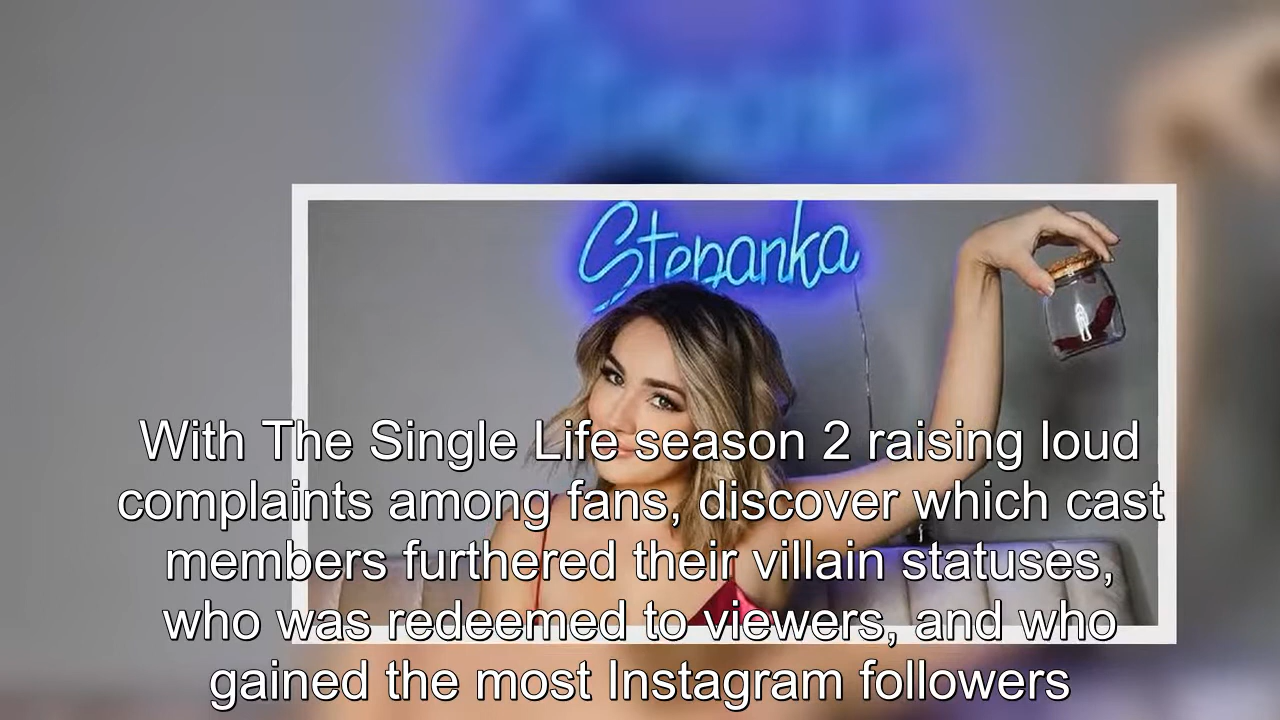 Stepanka
With The Single Life season 2 raising loud
complaints among fans, discover which cast
members furthered their villain statuses,
who was redeemed to viewers, and who
gained the most Instagram followers